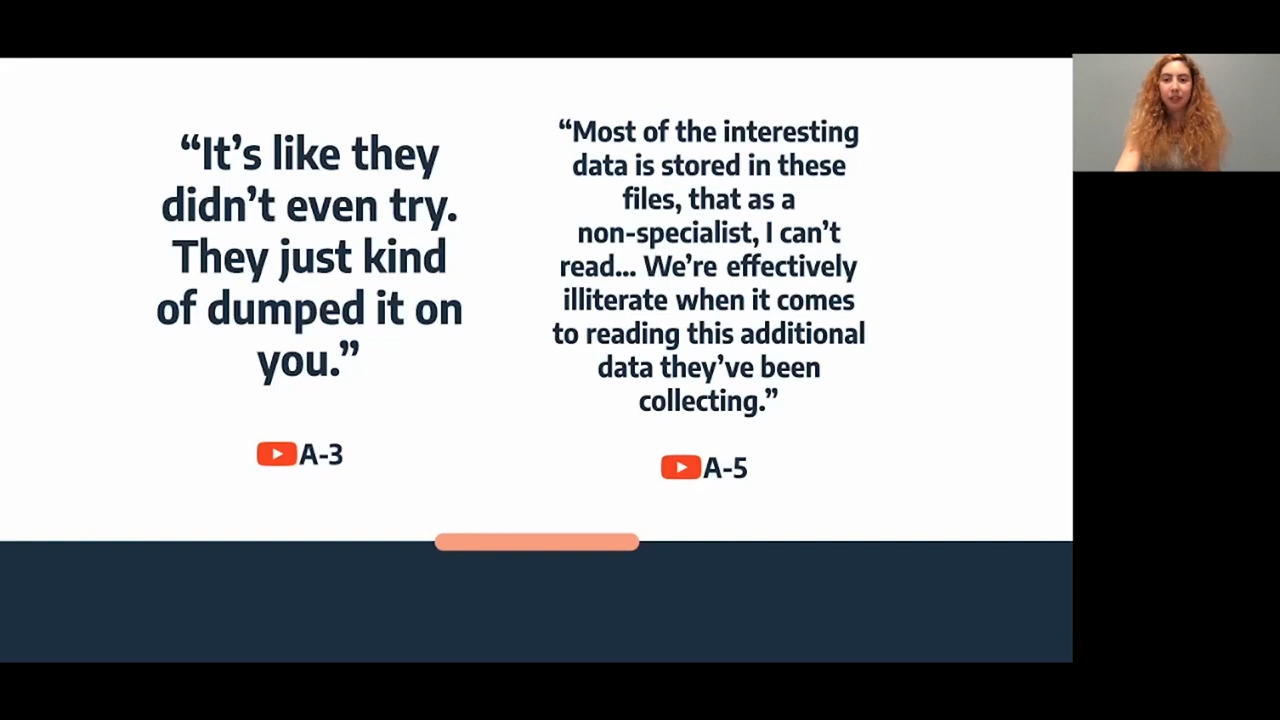 “It’s like they
didn’t even try.
They just kind
of dumped it on
you.”
A-3
“Most of the interesting
data is stored in these
files, that as a
non-specialist, I can’t
read... We’re effectively
illiterate when it comes
to reading this additional
data they’ve been
collecting.”
A-5